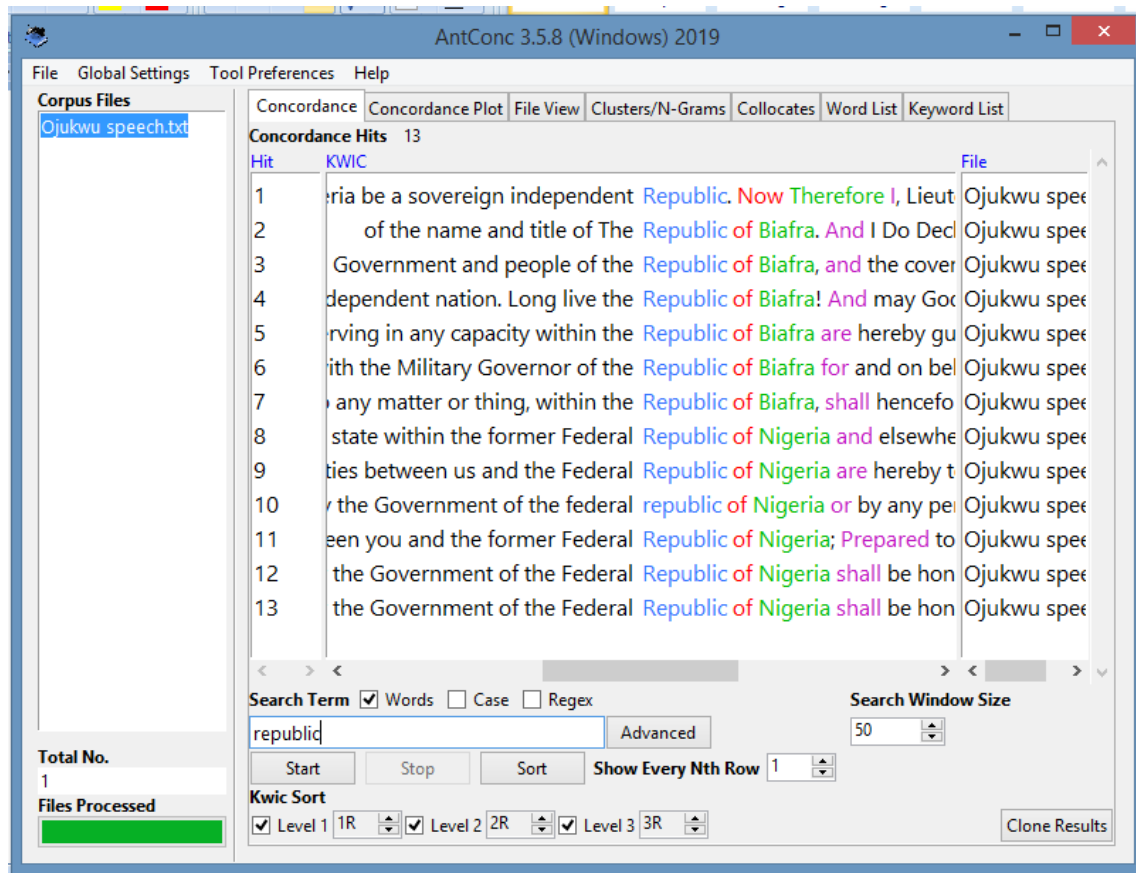 AntConc 3.5.8 (Windows) 2019
File Global Settings Tool Preferences Help
Corpus Files
Ojukwu speech.txt
Concordance Concordance Plot File View Clusters/N-Grams Collocates Word List Keyword List
Concordance Hits 13
Hit KWIC File
1 eria be a sovereign independent Republic. Now Therefore I, Lieut Ojukwu spee
2 of the name and title of The Republic of Biafra. And I Do Decl Ojukwu spee
3 Government and people of the Republic of Biafra, and the cover Ojukwu spee
4 dependent nation. Long live the Republic of Biafra! And may God Ojukwu spee
5 erving in any capacity within the Republic of Biafra are hereby gu Ojukwu spee
6 ith the Military Governor of the Republic of Biafra for and on bel Ojukwu spee
7 o any matter or thing, within the Republic of Biafra, shall hencefo Ojukwu spee
8 state within the former Federal Republic of Nigeria and elsewhe Ojukwu spee
9 ties between us and the Federal Republic of Nigeria are hereby t Ojukwu spee
10 y the Government of the federal republic of Nigeria or by any per Ojukwu spee
11 een you and the former Federal Republic of Nigeria; Prepared to Ojukwu spee
12 the Government of the Federal Republic of Nigeria shall be hon Ojukwu spee
13 the Government of the Federal Republic of Nigeria shall be hon Ojukwu spee
Search Term Words Case Regex Search Window Size
republic Advanced 50
Total No.
1
Start Stop Sort Show Every Nth Row 1
Files Processed
Kwic Sort
Level 1 1R Level 2 2R Level 3 3R Clone Results